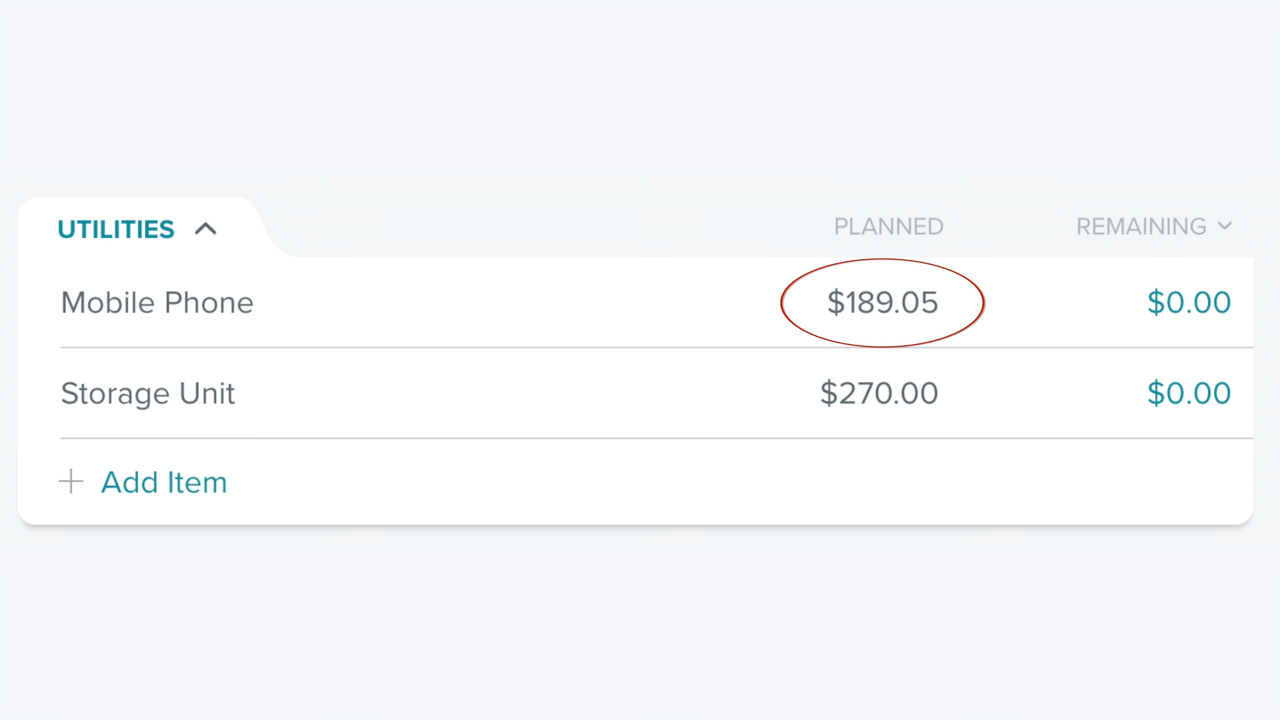 UTILITIES PLANNED REMAINING
Mobile Phone $189.05 $0.00
Storage Unit $270.00 $0.00
+ Add Item